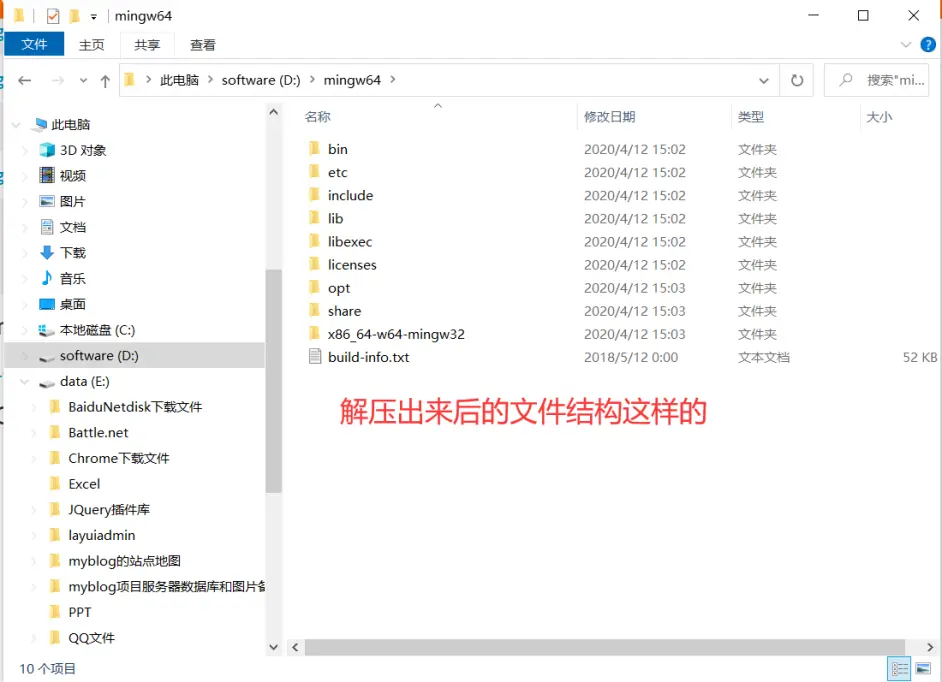 mingw64
文件 主页 共享 查看
此电脑 software (D:) mingw64 搜索"mi...
名称 修改日期 类型 大小
此电脑
3D 对象
视频
图片
文档
下载
音乐
桌面
本地磁盘 (C:)
software (D:)
data (E:)
BaiduNetdisk下载文件
Battle.net
Chrome下载文件
Excel
JQuery插件库
layuiadmin
myblog的站点地图
myblog项目服务器数据库和图片备
PPT
QQ文件
bin 2020/4/12 15:02 文件夹
etc 2020/4/12 15:02 文件夹
include 2020/4/12 15:02 文件夹
lib 2020/4/12 15:02 文件夹
libexec 2020/4/12 15:02 文件夹
licenses 2020/4/12 15:02 文件夹
opt 2020/4/12 15:03 文件夹
share 2020/4/12 15:03 文件夹
x86_64-w64-mingw32 2020/4/12 15:03 文件夹
build-info.txt 2018/5/12 0:00 文本文档 52 KB
解压出来后的文件结构这样的
10 个项目